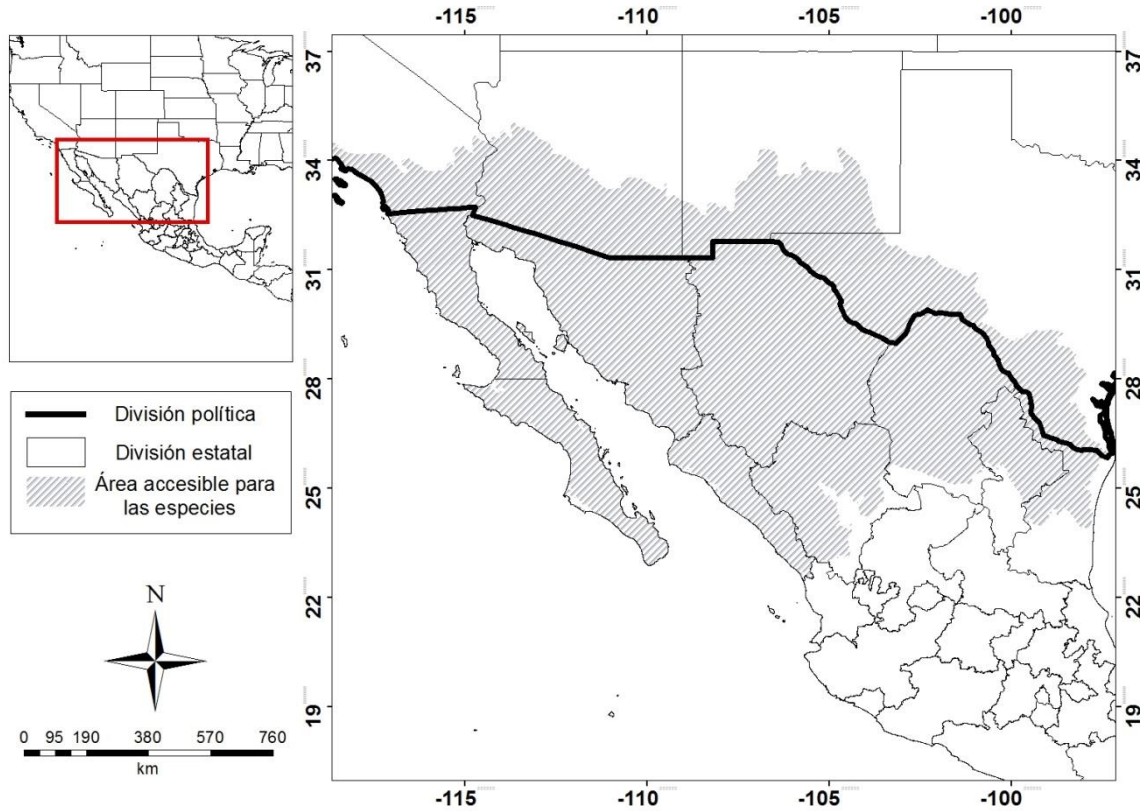 -115 -110 -105 -100
37
34
31
28
25
22
19
37
34
31
28
25
22
19
División política
División estatal
Área accesible para
las especies
N
0 95 190 380 570 760
km
-115 -110 -105 -100